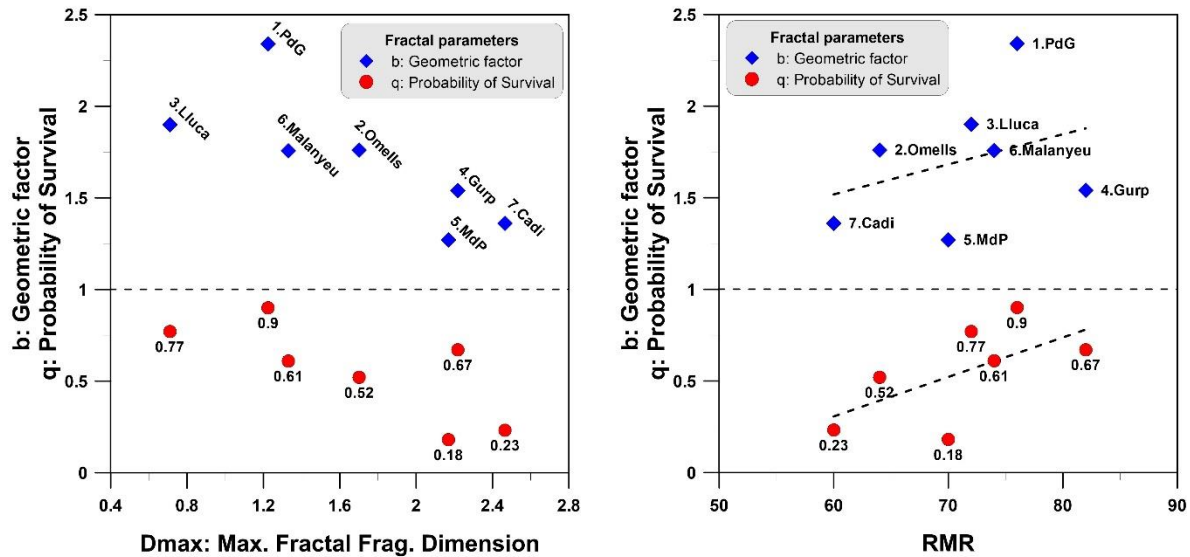 2.5
2
1.5
1
0.5
0
b: Geometric factor
q: Probability of Survival
Fractal parameters
b: Geometric factor
q: Probability of Survival
1.PdG
3.Lluca
6.Malanyeu
2.Omells
4.Gurp
7.Cadi
5.MdP
0.77
0.9
0.61
0.52
0.67
0.18
0.23
0.4
0.8
1.2
1.6
2
2.4
2.8
Dmax: Max. Fractal Frag. Dimension
2.5
2
1.5
1
0.5
0
b: Geometric factor
q: Probability of Survival
Fractal parameters
b: Geometric factor
q: Probability of Survival
1.PdG
3.Lluca
2.Omells
6.Malanyeu
4.Gurp
7.Cadi
5.MdP
0.9
0.77
0.61
0.67
0.52
0.23
0.18
50
60
70
80
90
RMR